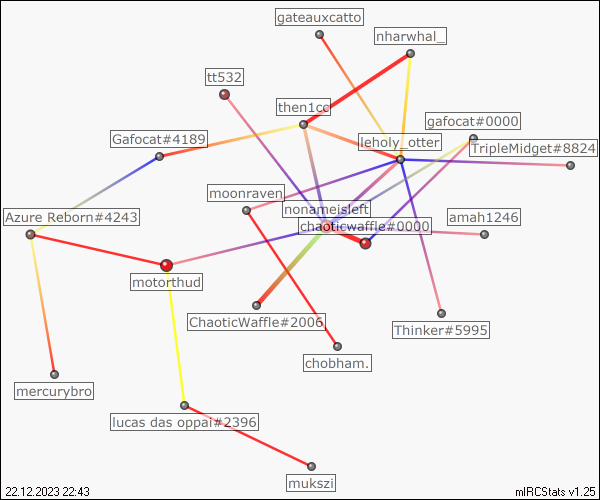 gateauxcatto
nharwhal_
tt532
then1cc
gafocat#0000
Gafocat#4189
leholy_otter
TripleMidget#8824
moonraven
nonameisleft
Azure Reborn#4243
chaoticwaffle#0000
amah1246
motorthud
ChaoticWaffle#2006
Thinker#5995
chobham.
mercurybro
lucas das oppai#2396
mukszi
22.12.2023 22:43
mIRCStats v1.25